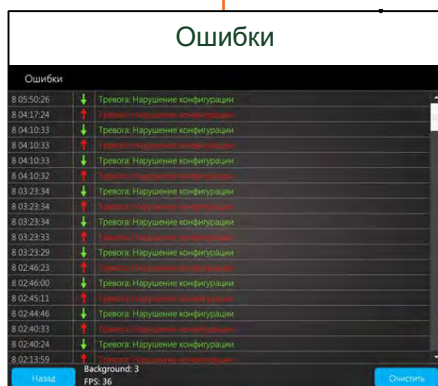 Ошибки
Ошибки
8 05:50:26 Тревога: Нарушение конфигурации
8 04:17:24 Тревога: Нарушение конфигурации
8 04:10:33 Тревога: Нарушение конфигурации
8 04:10:33 Тревога: Нарушение конфигурации
8 04:10:33 Тревога: Нарушение конфигурации
8 04:10:32 Тревога: Нарушение конфигурации
8 03:23:34 Тревога: Нарушение конфигурации
8 03:23:34 Тревога: Нарушение конфигурации
8 03:23:34 Тревога: Нарушение конфигурации
8 03:23:33 Тревога: Нарушение конфигурации
8 03:23:29 Тревога: Нарушение конфигурации
8 02:46:23 Тревога: Нарушение конфигурации
8 02:46:00 Тревога: Нарушение конфигурации
8 02:45:11 Тревога: Нарушение конфигурации
8 02:44:46 Тревога: Нарушение конфигурации
8 02:40:33 Тревога: Нарушение конфигурации
8 02:40:24 Тревога: Нарушение конфигурации
8 02:13:59 Тревога: Нарушение конфигурации
Назад
Background: 3
FPS: 36
Очистить